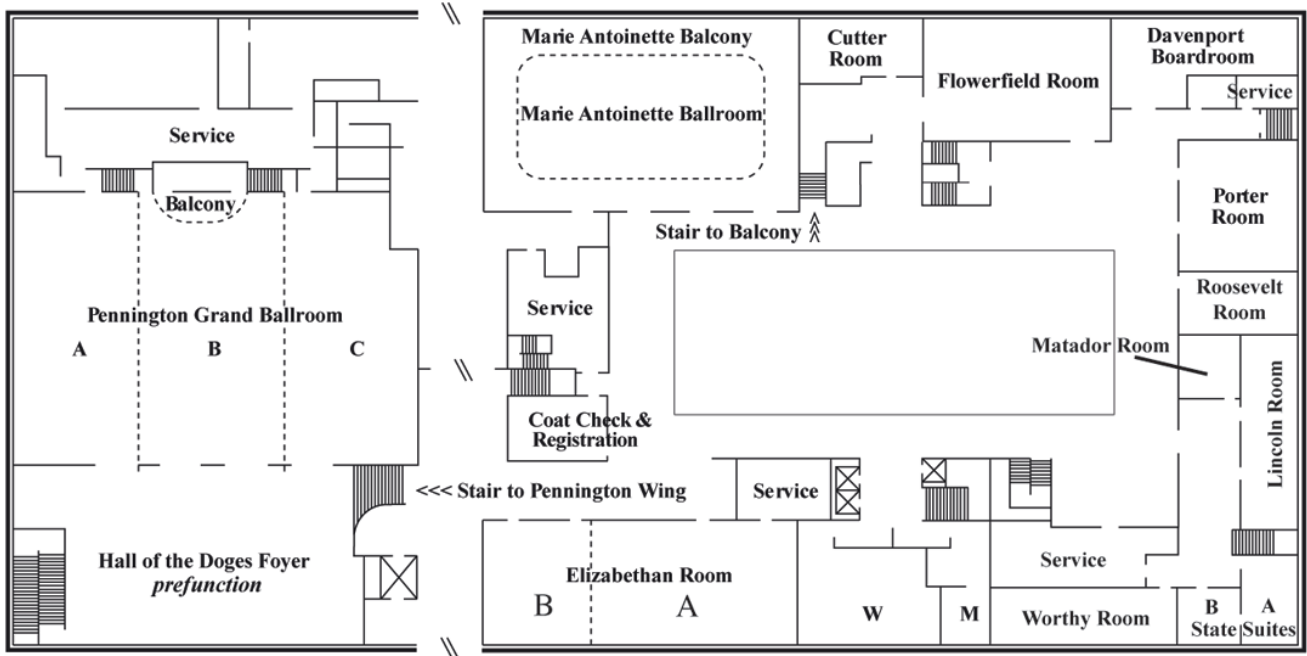 Marie Antoinette Balcony
Marie Antoinette Ballroom
Cutter
Room
Flowerfield Room
Davenport
Boardroom
Service
Service
Balcony
Porter
Room
Stair to Balcony
Pennington Grand Ballroom
A
B
C
Service
Roosevelt
Room
Matador Room
Lincoln Room
Coat Check &
Registration
<<< Stair to Pennington Wing
Service
Hall of the Doges Foyer
prefunction
Elizabethan Room
B
A
W
M
Service
Worthy Room
B
State
A
Suites